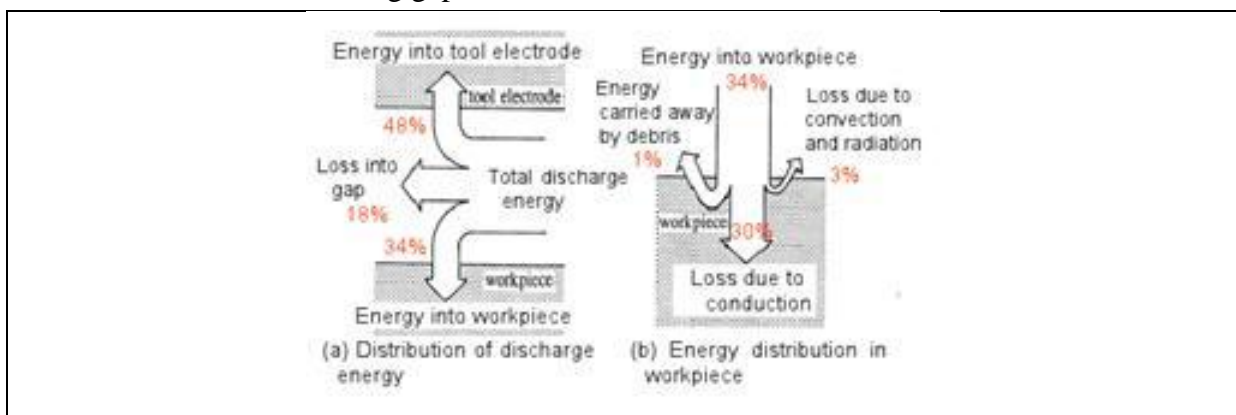 g gap
Energy into tool electrode
tool electrode
48%
Loss into
gap
18%
Total discharge
energy
34%
workpiece
Energy into workpiece
(a) Distribution of discharge
energy
Energy into workpiece
34%
Energy
carried away
by debris
1%
Loss due to
convection
and radiation
3%
workpiece
30%
Loss due to
conduction
(b) Energy distribution in
workpiece